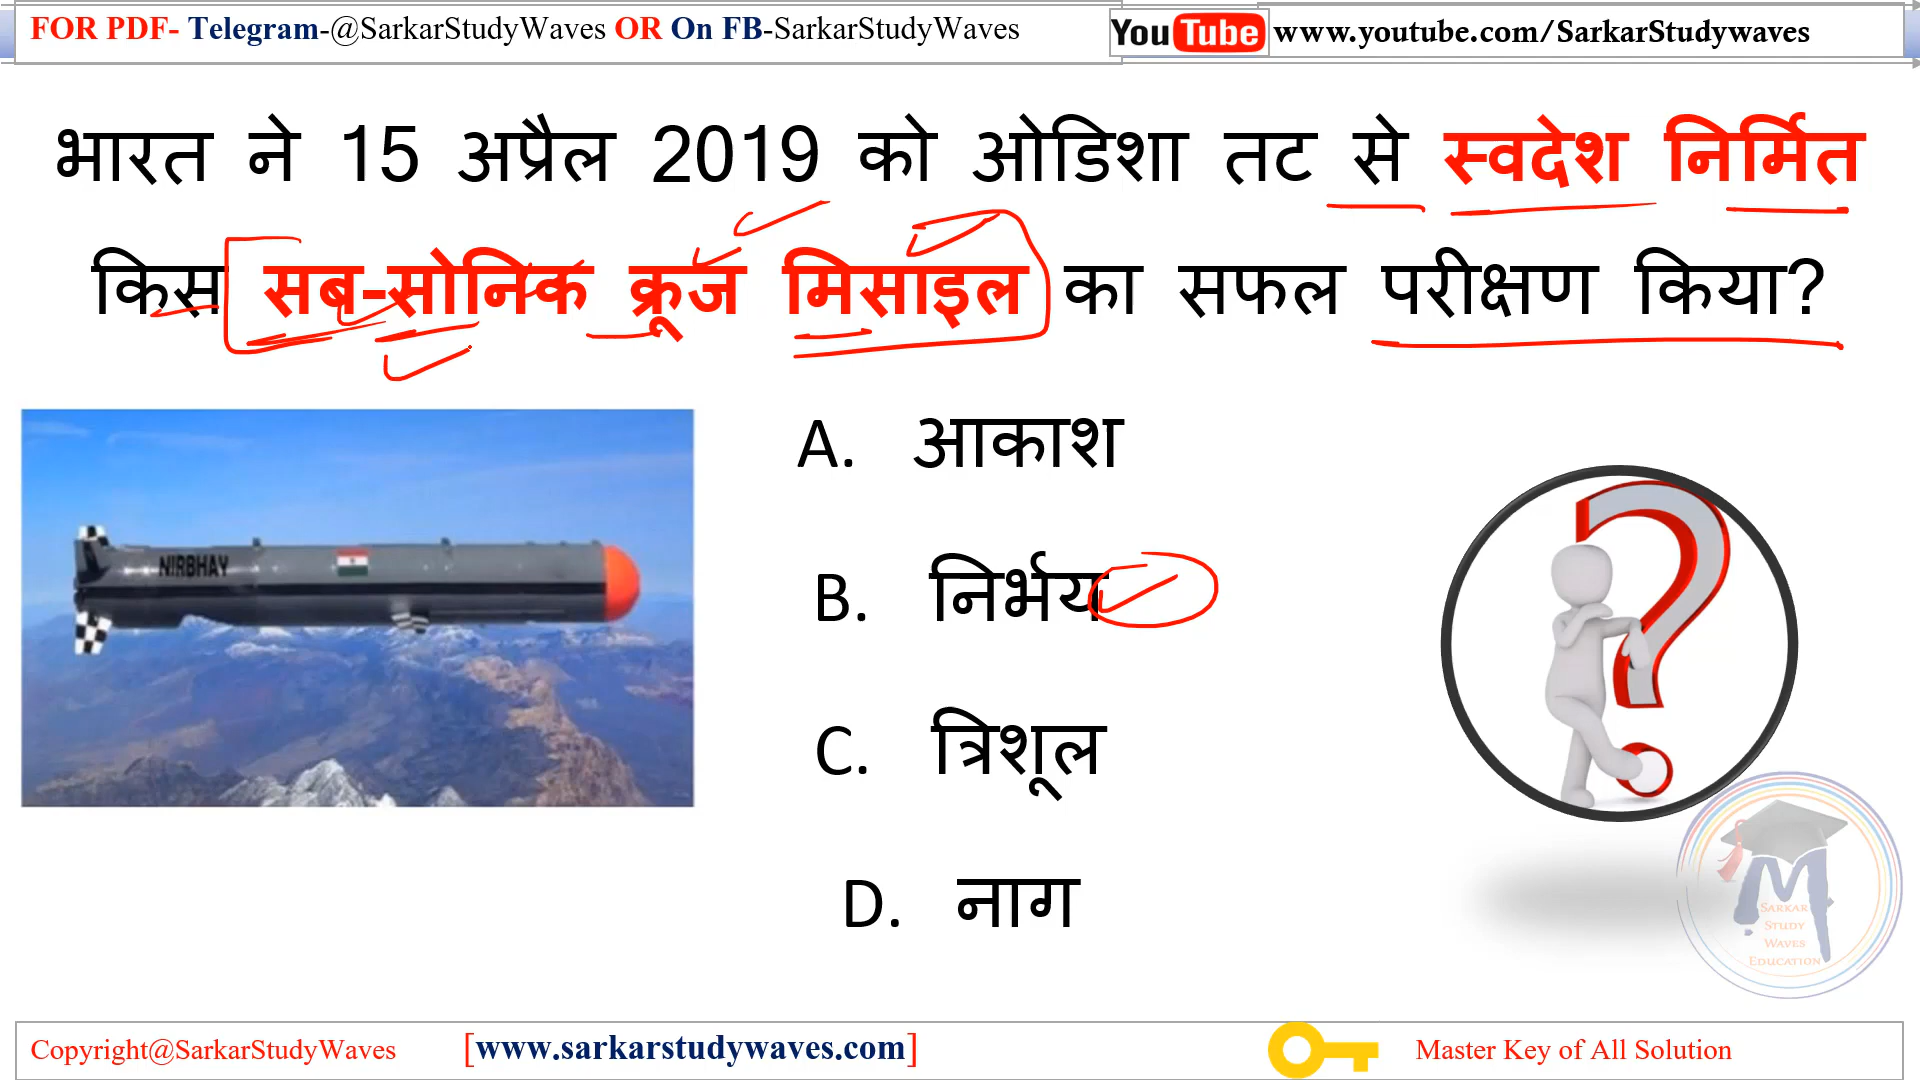 FOR PDF- Telegram-@SarkarStudyWaves OR On FB-SarkarStudyWaves
YouTube www.youtube.com/SarkarStudywaves
भारत ने 15 अप्रैल 2019 को ओडिशा तट से स्वदेश निर्मित
किस सब-सोनिक क्रूज मिसाइल का सफल परीक्षण किया?
NIRBHAY
A. आकाश
B. निर्भय
C. त्रिशूल
D. नाग
SARKAR
STUDY
WAVES
EDUCATION
Copyright@SarkarStudyWaves [www.sarkarstudywaves.com] Master Key of All Solution